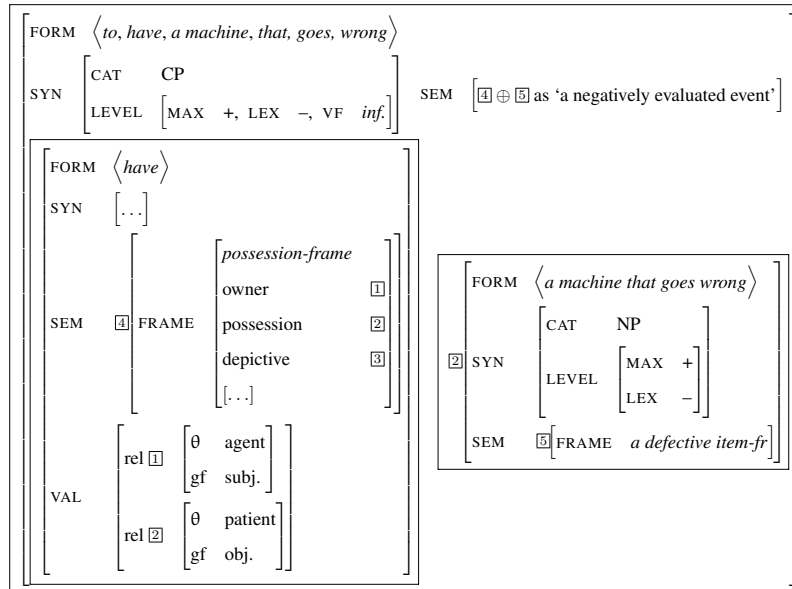 FORM ⟨to, have, a machine, that, goes, wrong⟩
SYN [CAT CP
LEVEL [MAX +, LEX –, VF inf.]]
SEM [4 ⊕ 5 as ‘a negatively evaluated event’]
FORM ⟨have⟩
SYN [...]
SEM 4 [FRAME [possession-frame
owner 1
possession 2
depictive 3
[...]]]
VAL [rel 1 [θ agent
gf subj.]
rel 2 [θ patient
gf obj.]]
2 [FORM ⟨a machine that goes wrong⟩
SYN [CAT NP
LEVEL [MAX +
LEX –]]
SEM 5 [FRAME a defective item-fr]]